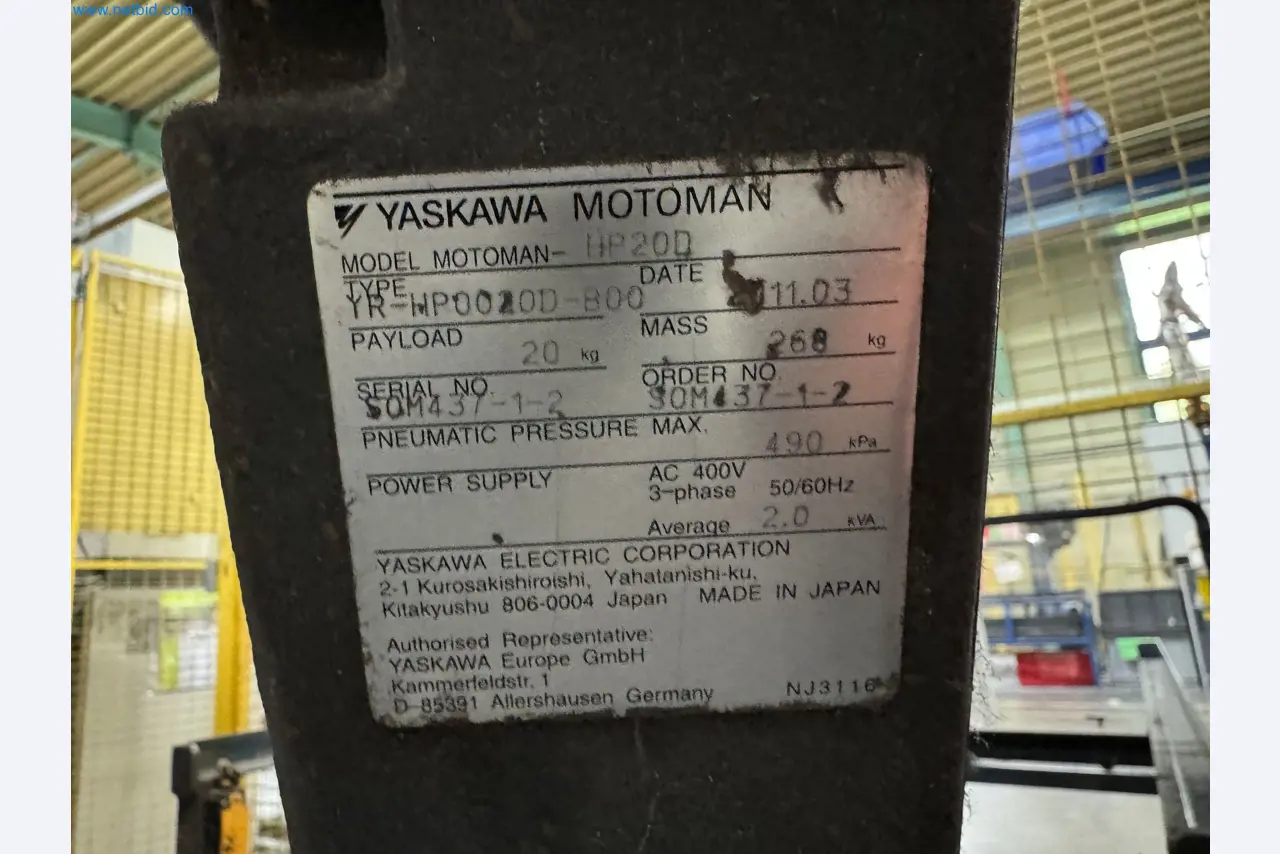 www.netbid.com
YASKAWA MOTOMAN
MODEL MOTOMAN- HP20D
TYPE DATE
YR-HP0020D-B00 2011.03
PAYLOAD 20 kg MASS 268 kg
SERIAL NO. ORDER NO.
S0M437-1-2 S0M437-1-2
PNEUMATIC PRESSURE MAX. 490 kPa
POWER SUPPLY AC 400V
3-phase 50/60Hz
Average 2.0 kVA
YASKAWA ELECTRIC CORPORATION
2-1 Kurosakishiroishi, Yahatanishi-ku,
Kitakyushu 806-0004 Japan MADE IN JAPAN
Authorised Representative:
YASKAWA Europe GmbH
Kammerfeldstr. 1
D-85391 Allershausen Germany NJ3116